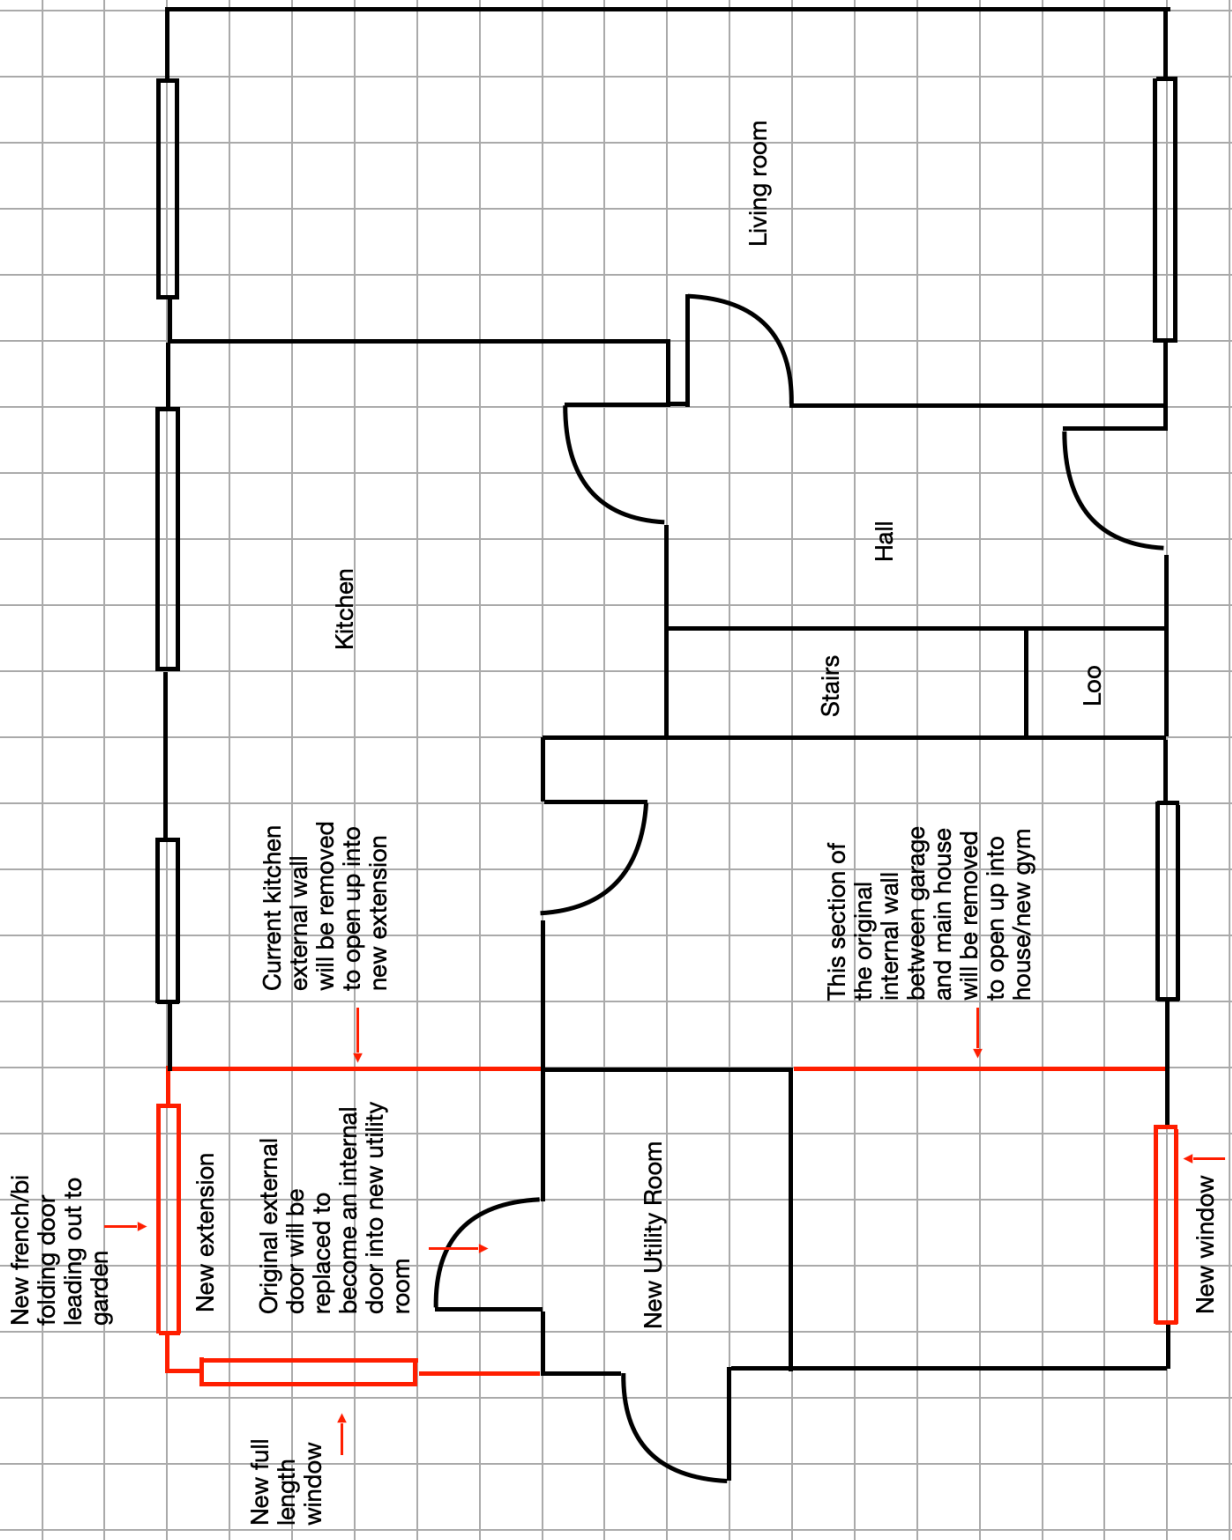 Living room
Kitchen
Hall
Stairs
Loo
Current kitchen
external wall
will be removed
to open up into
new extension
This section of
the original
internal wall
between garage
and main house
will be removed
to open up into
house/new gym
New french/bi
folding door
leading out to
garden
New extension
Original external
door will be
replaced to
become an internal
door into new utility
room
New Utility Room
New window
New full
length
window